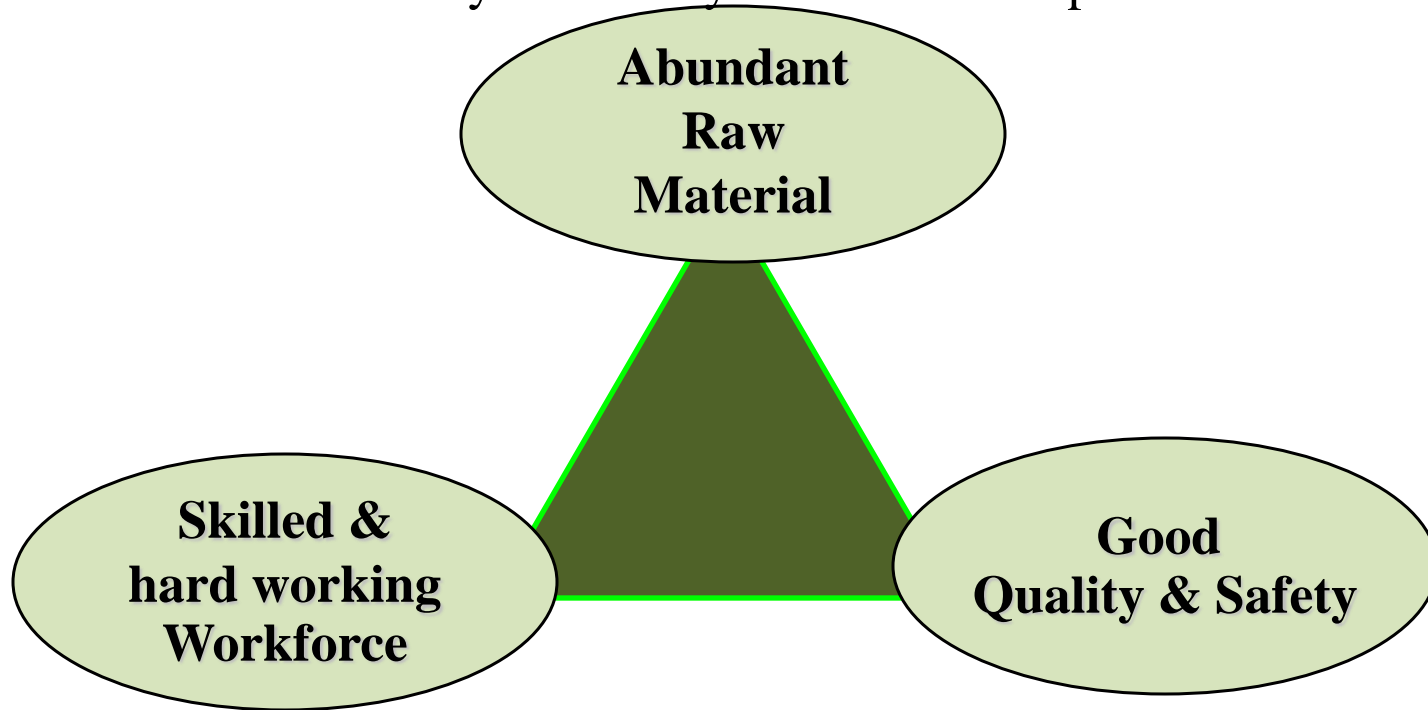 Abundant
Raw
Material
Skilled &
hard working
Workforce
Good
Quality & Safety